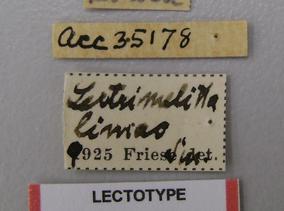 Acc 35178
Lestrimelitta
limao
1925 Friese det.
LECTOTYPE